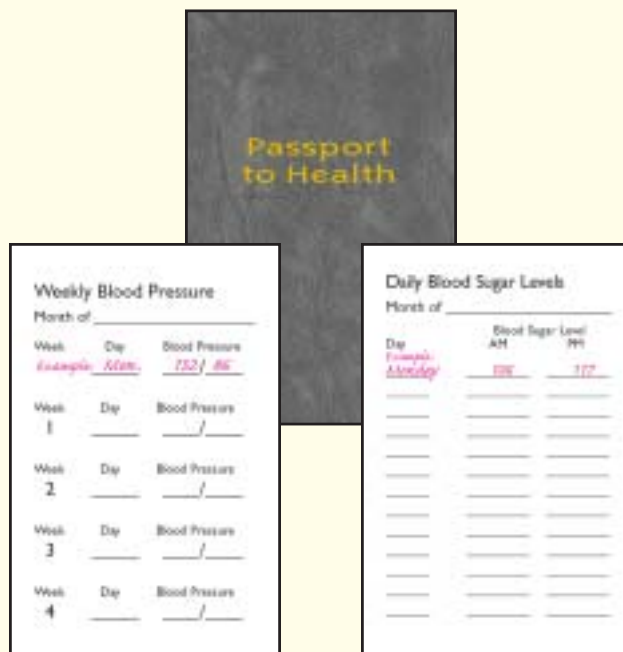 Passport
to Health
Weekly Blood Pressure
Month of
Week Day Blood Pressure
Example Mon. 132/ 86
Week Day Blood Pressure
1 /
Week Day Blood Pressure
2 /
Week Day Blood Pressure
3 /
Week Day Blood Pressure
4 /
Daily Blood Sugar Levels
Month of
Blood Sugar Level
Day AM PM
Example:
Monday 117